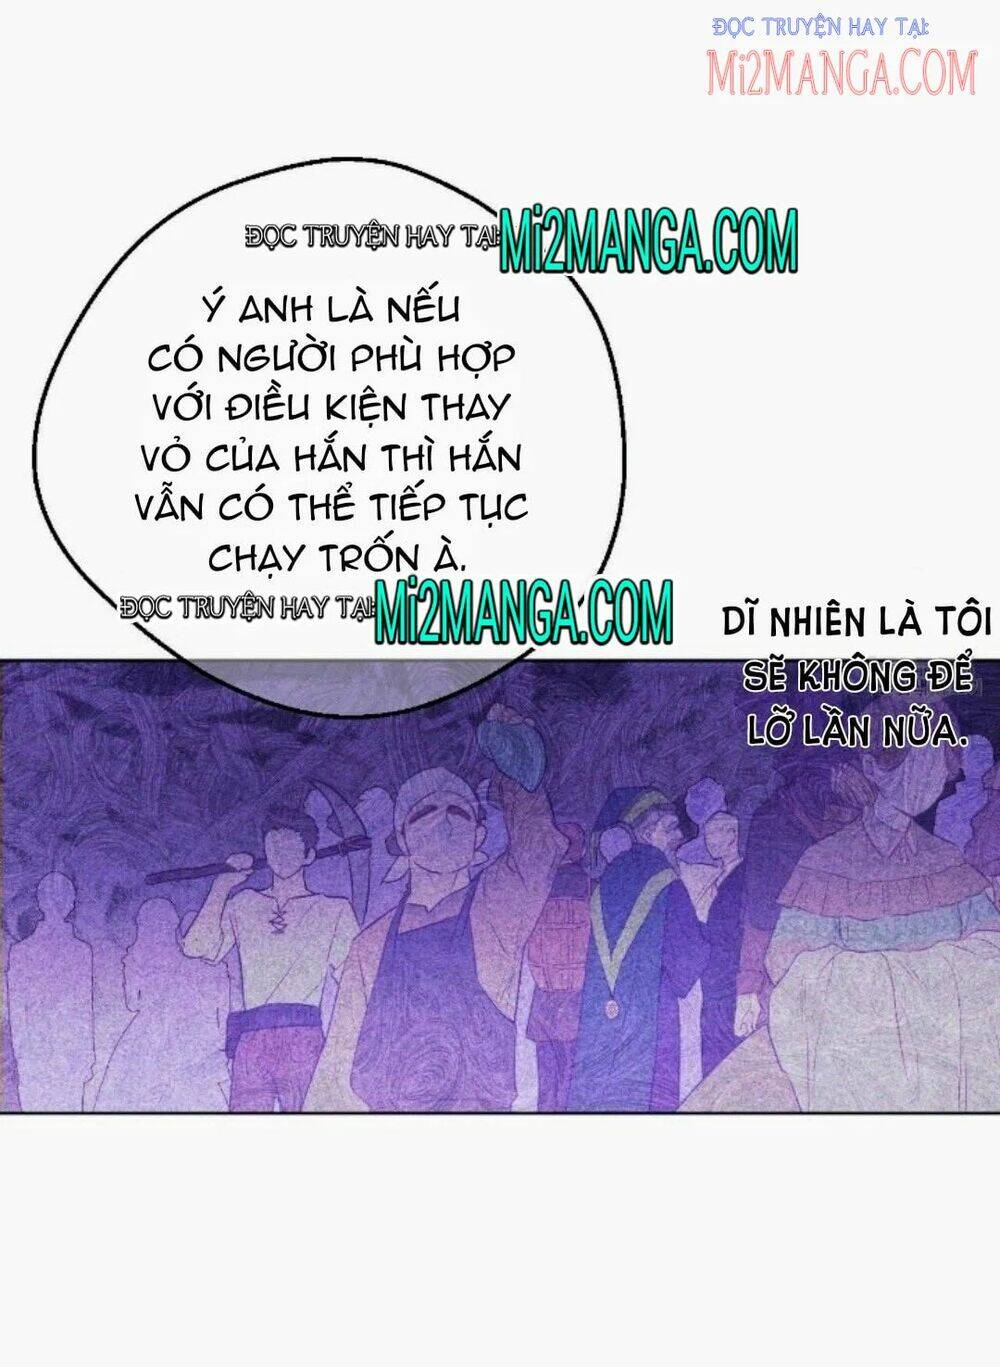 ĐỌC TRUYỆN HAY TẠI:
MI2MANGA.COM
ĐỌC TRUYỆN HAY TẠI: MI2MANGA.COM
Ý ANH LÀ NẾU
CÓ NGƯỜI PHÙ HỢP
VỚI ĐIỀU KIỆN THAY
VỎ CỦA HẮN THÌ HẮN
VẪN CÓ THỂ TIẾP TỤC
CHẠY TRỐN À.
ĐỌC TRUYỆN HAY TẠI: MI2MANGA.COM
DĨ NHIÊN LÀ TÔI
SẼ KHÔNG ĐỂ
LỠ LẦN NỮA.